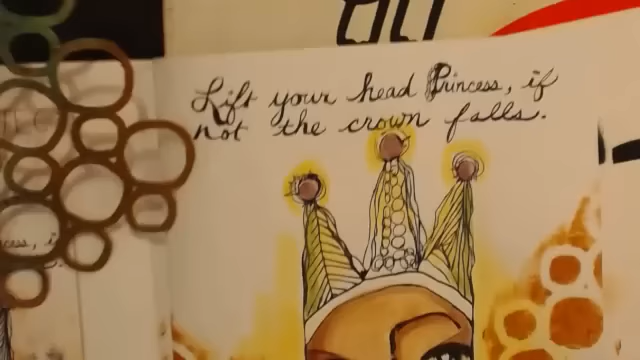 Lift your head Princess, if
not the crown falls.